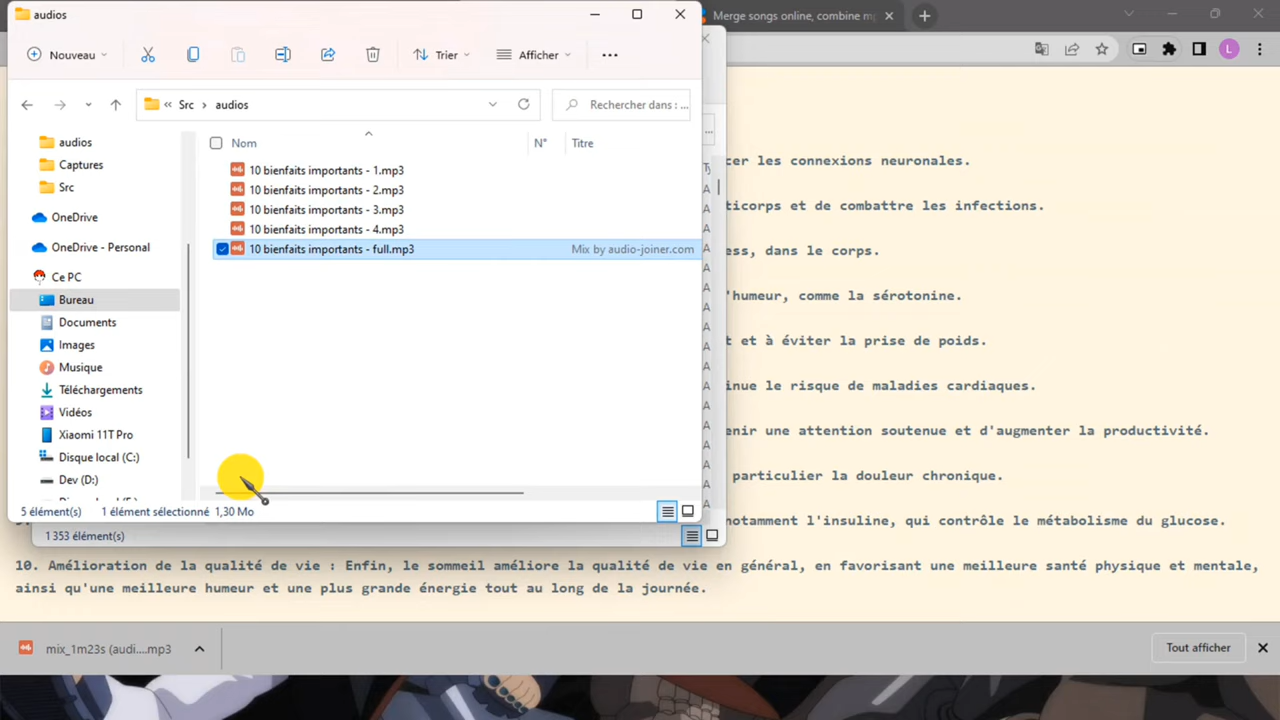 audios
Merge songs online, combine m
Nouveau
Trier
Afficher
Src
audios
Rechercher dans : ...
Nom
N°
Titre
audios
Captures
Src
OneDrive
OneDrive - Personal
Ce PC
Bureau
Documents
Images
Musique
Téléchargements
Vidéos
Xiaomi 11T Pro
Disque local (C:)
Dev (D:)
10 bienfaits importants - 1.mp3
10 bienfaits importants - 2.mp3
10 bienfaits importants - 3.mp3
10 bienfaits importants - 4.mp3
10 bienfaits importants - full.mp3 Mix by audio-joiner.com
5 élément(s) 1 élément sélectionné 1,30 Mo
1 353 élément(s)
L
cer les connexions neuronales.
ticorps et de combattre les infections.
ess, dans le corps.
'humeur, comme la sérotonine.
t et à éviter la prise de poids.
inue le risque de maladies cardiaques.
enir une attention soutenue et d'augmenter la productivité.
particulier la douleur chronique.
notamment l'insuline, qui contrôle le métabolisme du glucose.
10. Amélioration de la qualité de vie : Enfin, le sommeil améliore la qualité de vie en général, en favorisant une meilleure santé physique et mentale,
ainsi qu'une meilleure humeur et une plus grande énergie tout au long de la journée.
mix_1m23s (audi....mp3
Tout afficher